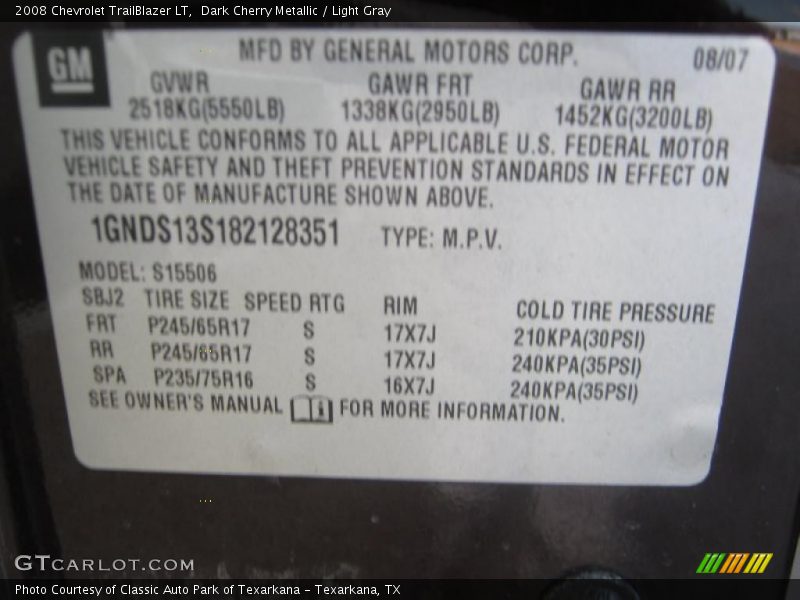 2008 Chevrolet TrailBlazer LT,  Dark Cherry Metallic / Light Gray
GM
MFD BY GENERAL MOTORS CORP. 08/07
GVWR GAWR FRT GAWR RR
2518KG(5550LB) 1338KG(2950LB) 1452KG(3200LB)
THIS VEHICLE CONFORMS TO ALL APPLICABLE U.S. FEDERAL MOTOR
VEHICLE SAFETY AND THEFT PREVENTION STANDARDS IN EFFECT ON
THE DATE OF MANUFACTURE SHOWN ABOVE.
1GNDS13S182128351 TYPE: M.P.V.
MODEL: S15506
SBJ2 TIRE SIZE SPEED RTG RIM COLD TIRE PRESSURE
FRT P245/65R17 S 17X7J 210KPA(30PSI)
RR P245/65R17 S 17X7J 240KPA(35PSI)
SPA P235/75R16 S 16X7J 240KPA(35PSI)
SEE OWNER'S MANUAL FOR MORE INFORMATION.
GTCARLOT.COM
Photo Courtesy of Classic Auto Park of Texarkana - Texarkana, TX